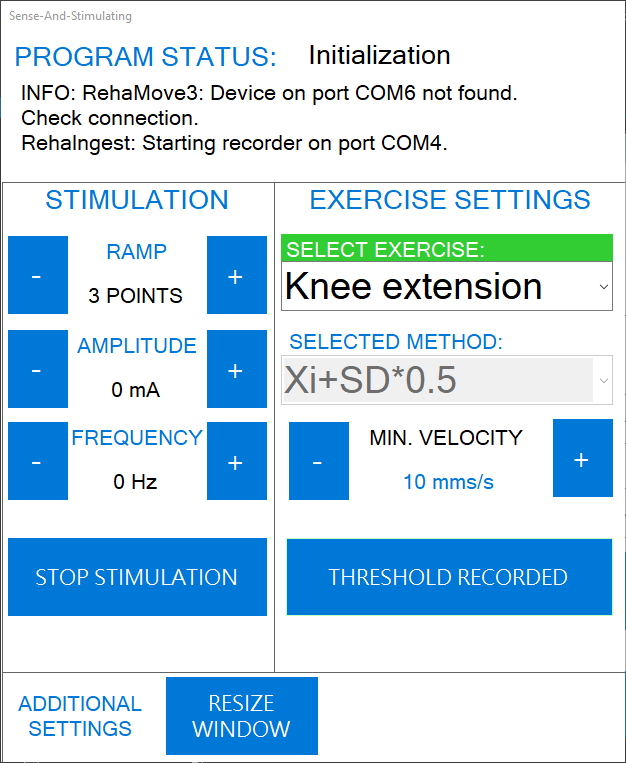 Sense-And-Stimulating
PROGRAM STATUS: Initialization
INFO: RehaMove3: Device on port COM6 not found.
Check connection.
RehaIngest: Starting recorder on port COM4.
STIMULATION
RAMP
-
+
3 POINTS
AMPLITUDE
-
+
0 mA
FREQUENCY
-
+
0 Hz
STOP STIMULATION
EXERCISE SETTINGS
SELECT EXERCISE:
Knee extension
SELECTED METHOD:
Xi+SD*0.5
MIN. VELOCITY
-
+
10 mms/s
THRESHOLD RECORDED
ADDITIONAL
SETTINGS
RESIZE
WINDOW